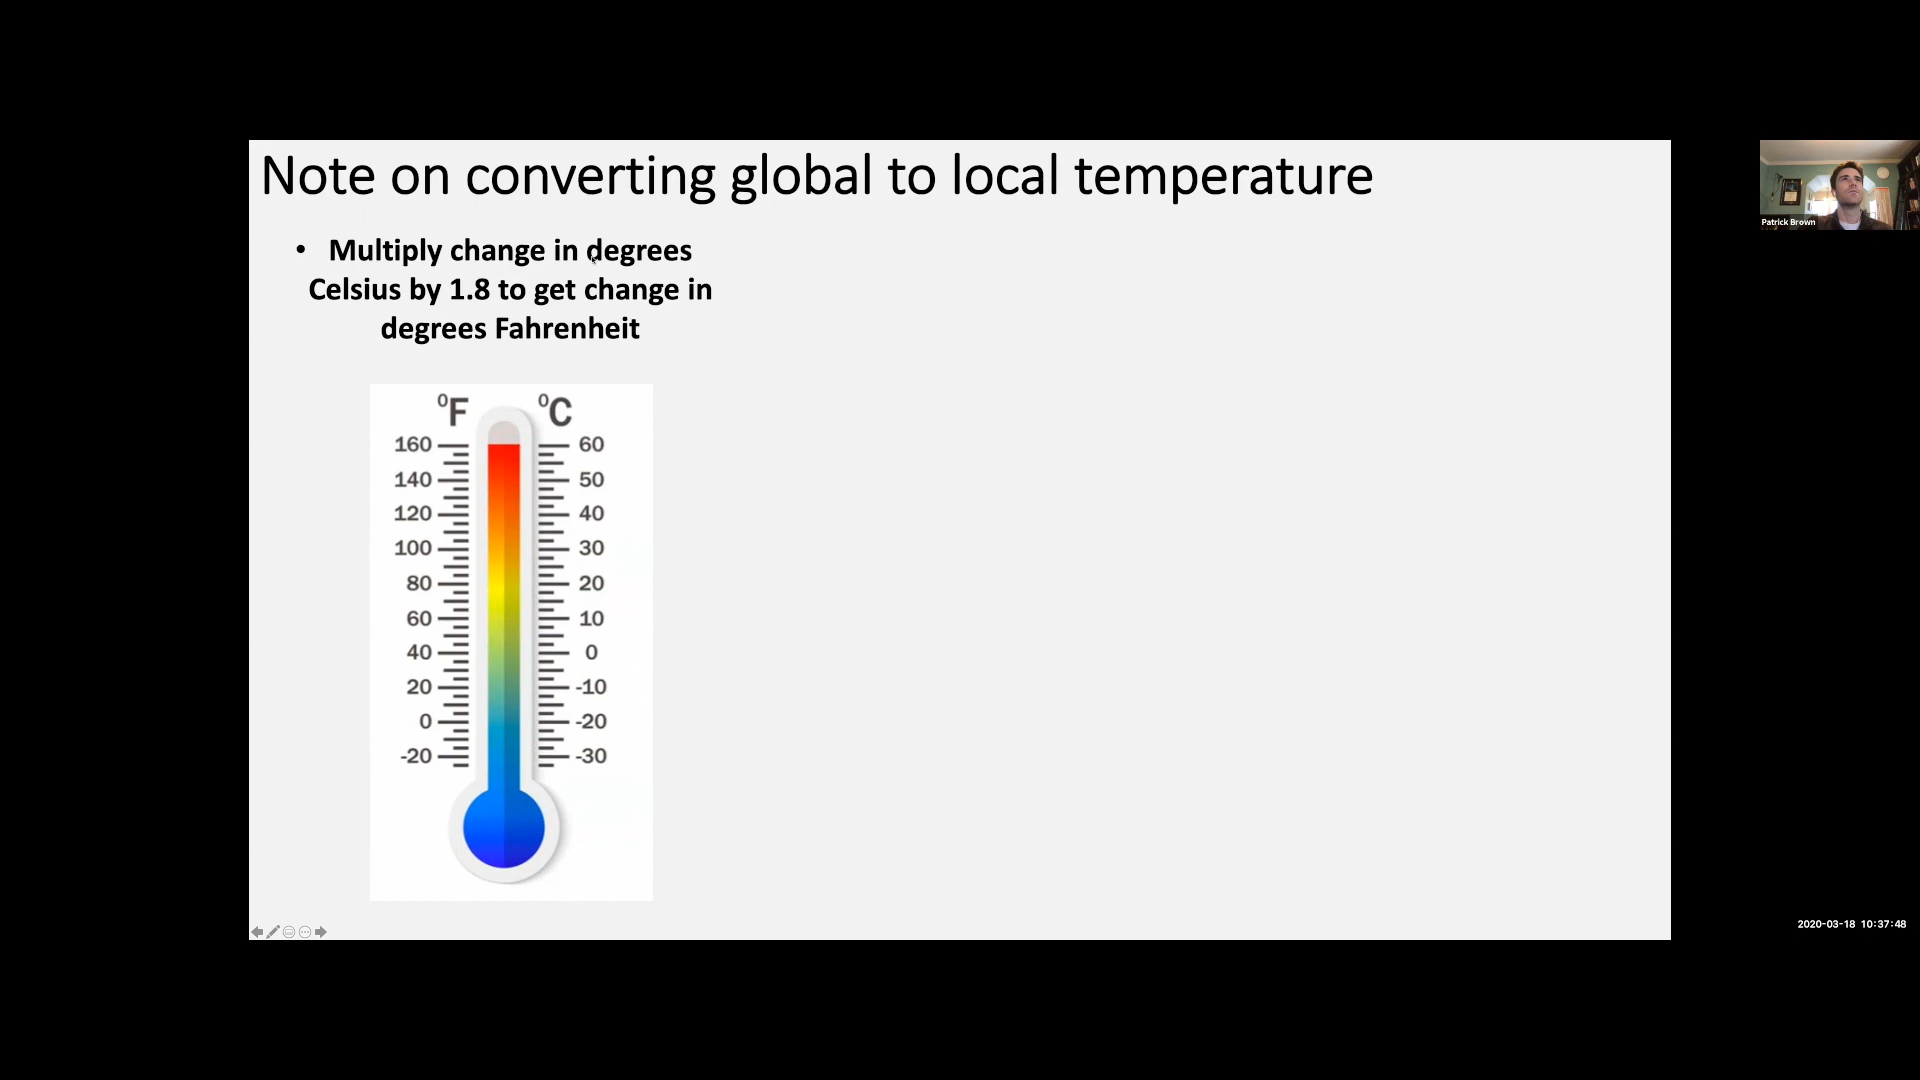 Note on converting global to local temperature
• Multiply change in degrees
Celsius by 1.8 to get change in
degrees Fahrenheit
⁰F ⁰C
160 60
140 50
120 40
100 30
80 20
60 10
40 0
20 -10
0 -20
-20 -30
Patrick Brown
2020-03-18 10:37:48